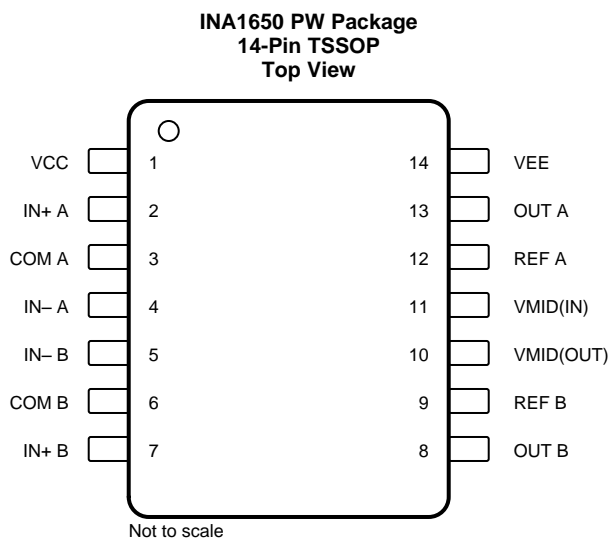 INA1650 PW Package
14-Pin TSSOP
Top View
VCC 1 14 VEE
IN+ A 2 13 OUT A
COM A 3 12 REF A
IN– A 4 11 VMID(IN)
IN– B 5 10 VMID(OUT)
COM B 6 9 REF B
IN+ B 7 8 OUT B
Not to scale